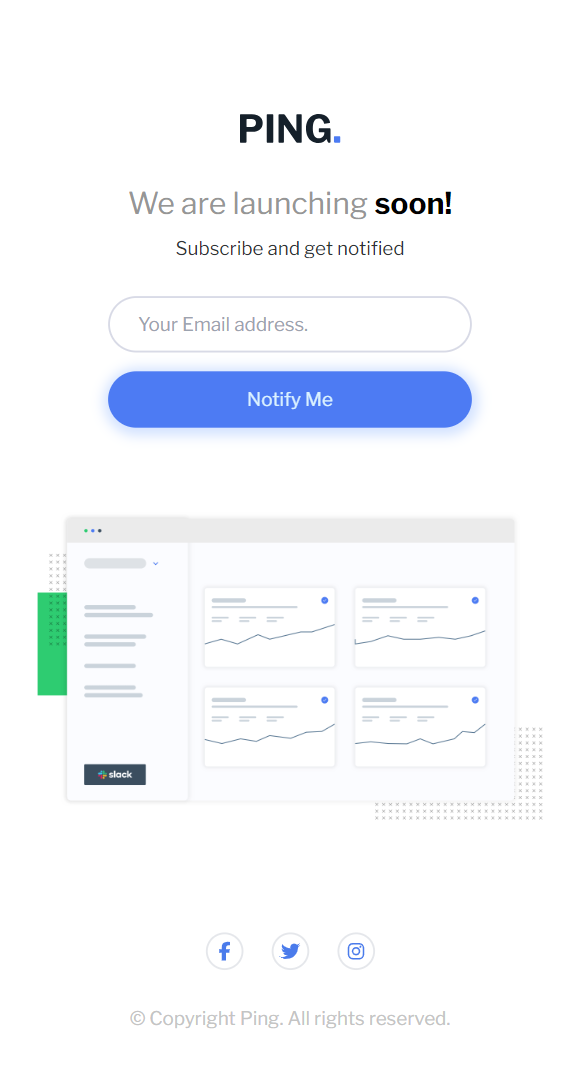 PING.
We are launching soon!
Subscribe and get notified
Your Email address.
Notify Me
slack
© Copyright Ping. All rights reserved.